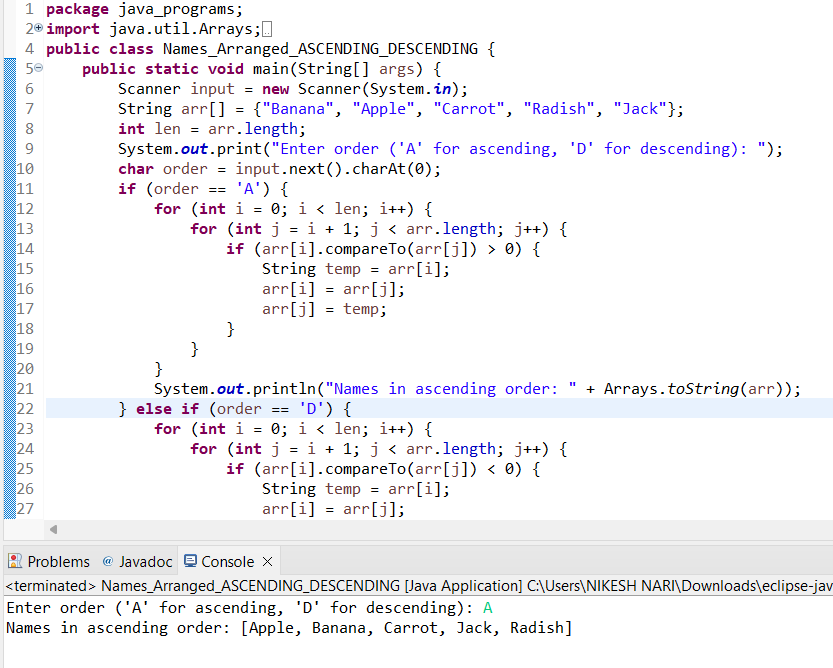 1 package java_programs;
2 import java.util.Arrays;
4 public class Names_Arranged_ASCENDING_DESCENDING {
5     public static void main(String[] args) {
6         Scanner input = new Scanner(System.in);
7         String arr[] = {"Banana", "Apple", "Carrot", "Radish", "Jack"};
8         int len = arr.length;
9         System.out.print("Enter order ('A' for ascending, 'D' for descending): ");
10         char order = input.next().charAt(0);
11         if (order == 'A') {
12             for (int i = 0; i < len; i++) {
13                 for (int j = i + 1; j < arr.length; j++) {
14                     if (arr[i].compareTo(arr[j]) > 0) {
15                         String temp = arr[i];
16                         arr[i] = arr[j];
17                         arr[j] = temp;
18                     }
19                 }
20             }
21             System.out.println("Names in ascending order: " + Arrays.toString(arr));
22         } else if (order == 'D') {
23             for (int i = 0; i < len; i++) {
24                 for (int j = i + 1; j < arr.length; j++) {
25                     if (arr[i].compareTo(arr[j]) < 0) {
26                         String temp = arr[i];
27                         arr[i] = arr[j];
Problems @ Javadoc Console
<terminated> Names_Arranged_ASCENDING_DESCENDING [Java Application] C:\Users\NIKESH NARI\Downloads\eclipse-jav
Enter order ('A' for ascending, 'D' for descending): A
Names in ascending order: [Apple, Banana, Carrot, Jack, Radish]